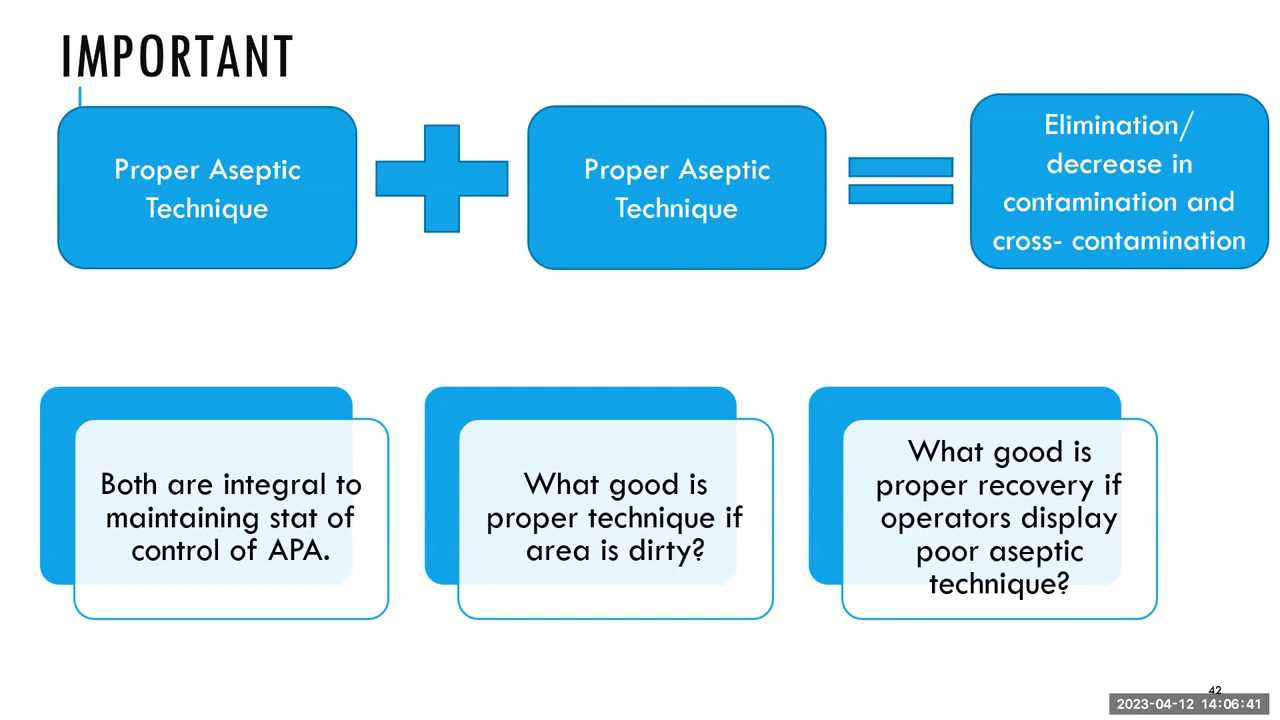 IMPORTANT
Proper Aseptic
Technique
Proper Aseptic
Technique
Elimination/
decrease in
contamination and
cross- contamination
Both are integral to
maintaining stat of
control of APA.
What good is
proper technique if
area is dirty?
What good is
proper recovery if
operators display
poor aseptic
technique?
42
2023-04-12 14:06:41